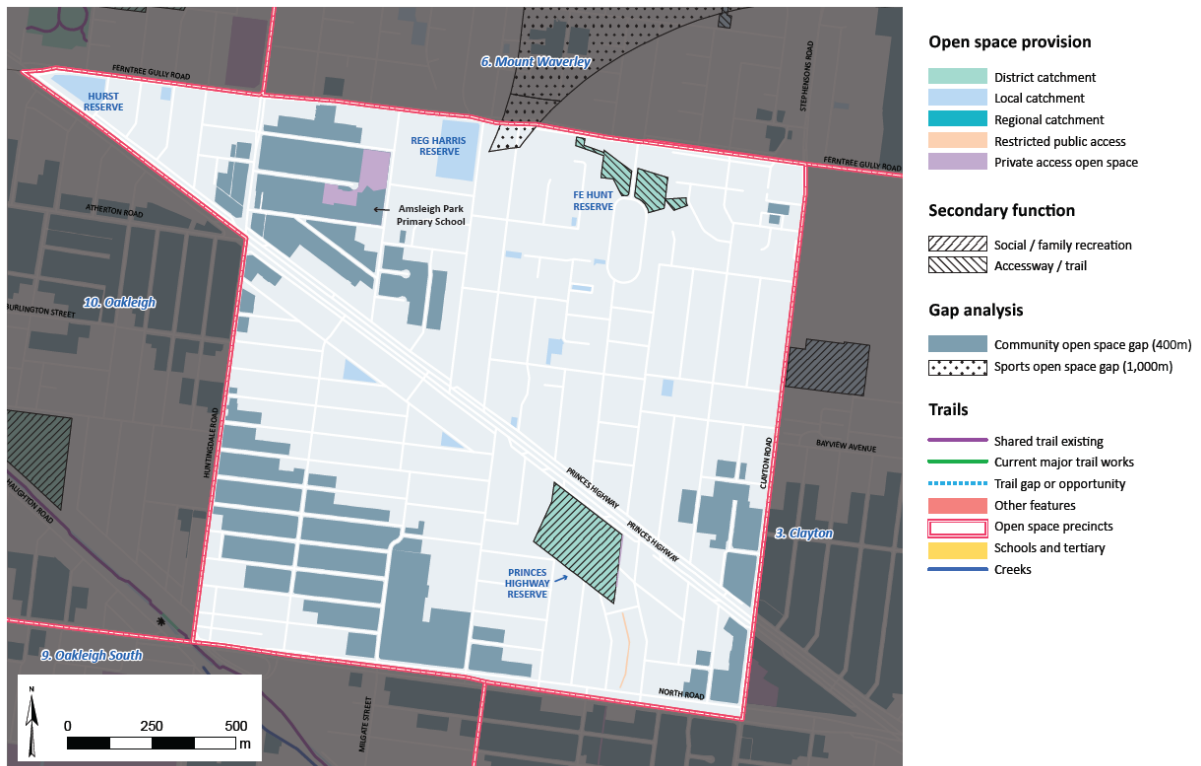 FERNTREE GULLY ROAD
HURST
RESERVE
6. Mount Waverley
STEPHENSONS ROAD
REG HARRIS
RESERVE
FERNTREE GULLY ROAD
FE HUNT
RESERVE
Amsleigh Park
Primary School
ATHERTON ROAD
10. Oakleigh
BURLINGTON STREET
HUNTINGDALE ROAD
BAYVIEW AVENUE
CLAYTON ROAD
PRINCES HIGHWAY
PRINCES HIGHWAY
HAUGHTON ROAD
3. Clayton
PRINCES
HIGHWAY
RESERVE
9. Oakleigh South
NORTH ROAD
MILGATE STREET
N
0 250 500
m
Open space provision
District catchment
Local catchment
Regional catchment
Restricted public access
Private access open space
Secondary function
Social / family recreation
Accessway / trail
Gap analysis
Community open space gap (400m)
Sports open space gap (1,000m)
Trails
Shared trail existing
Current major trail works
Trail gap or opportunity
Other features
Open space precincts
Schools and tertiary
Creeks